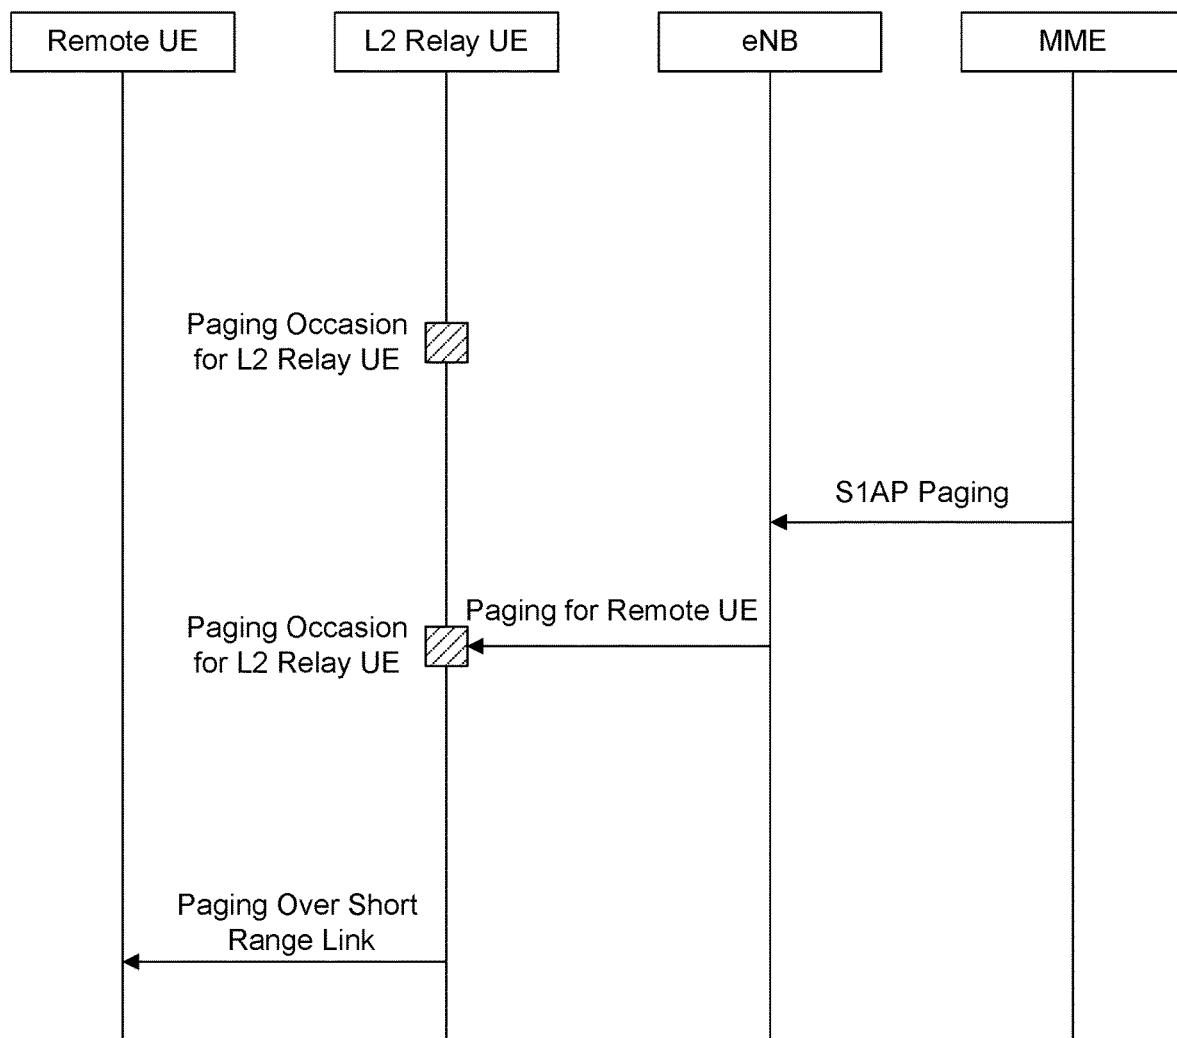 Remote UE
L2 Relay UE
eNB
MME
Paging Occasion
for L2 Relay UE
S1AP Paging
Paging for Remote UE
Paging Occasion
for L2 Relay UE
Paging Over Short
Range Link